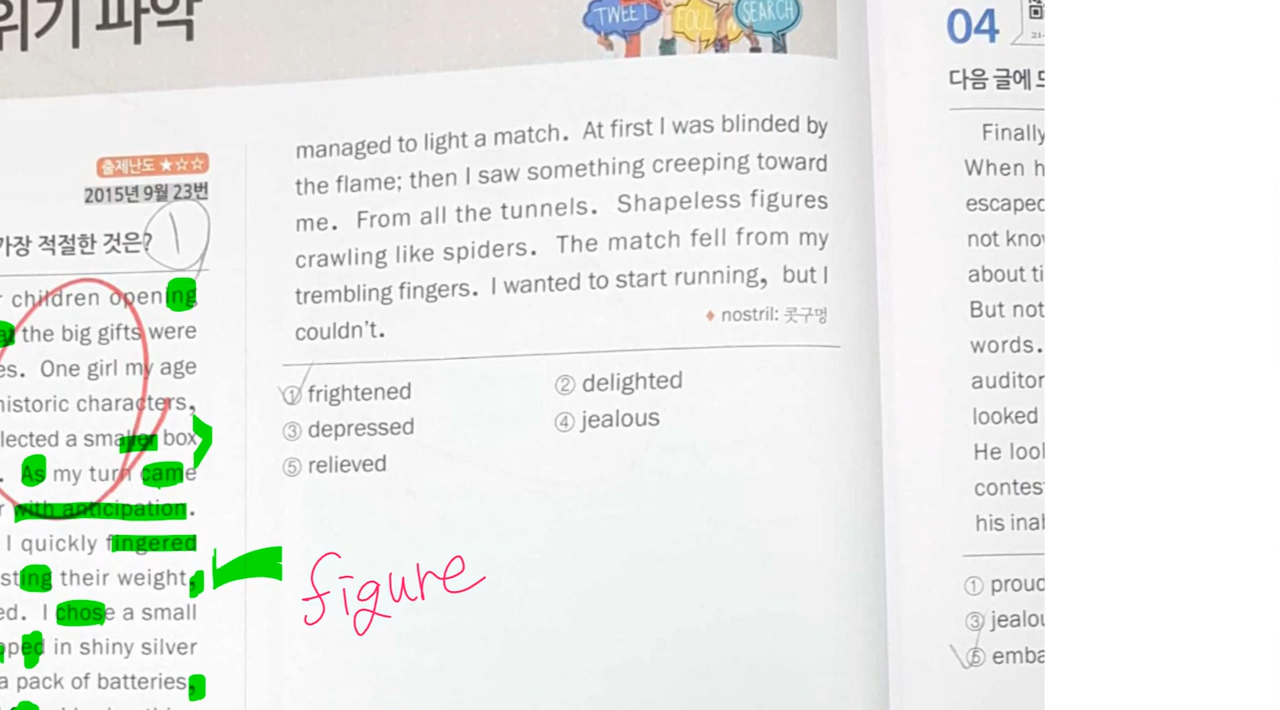 위기 파악
TWEET
FOLL
SEARCH
출제난도 ★☆☆
2015년 9월 23번
가장 적절한 것은?
1
children opening
the big gifts were
es. One girl my age
historic characters,
lected a smaller box
. As my turn came
with anticipation.
I quickly fingered
sting their weight,
ed. I chose a small
pped in shiny silver
a pack of batteries,
managed to light a match. At first I was blinded by
the flame; then I saw something creeping toward
me. From all the tunnels. Shapeless figures
crawling like spiders. The match fell from my
trembling fingers. I wanted to start running, but I
couldn't.
♦ nostril: 콧구멍
① frightened ② delighted
③ depressed ④ jealous
⑤ relieved
figure
04
21-
다음 글에 드
Finally
When h
escaped
not know
about ti
But not
words.
auditor
looked
He lool
contes
his inal
① proud
③ jealou
⑤ emba